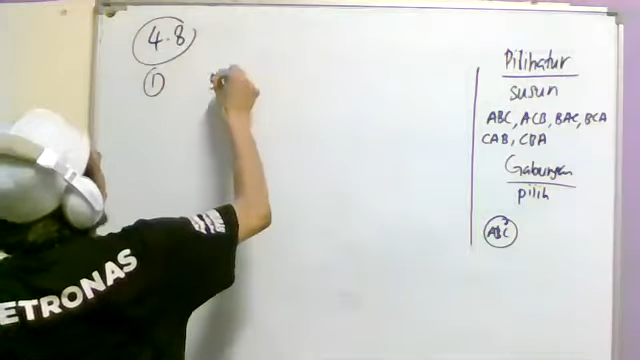 4.8
①
Pilihatur
susun
ABC, ACB, BAC, BCA
CAB, CBA
Gabungan
pilih
ABC
ETRONAS